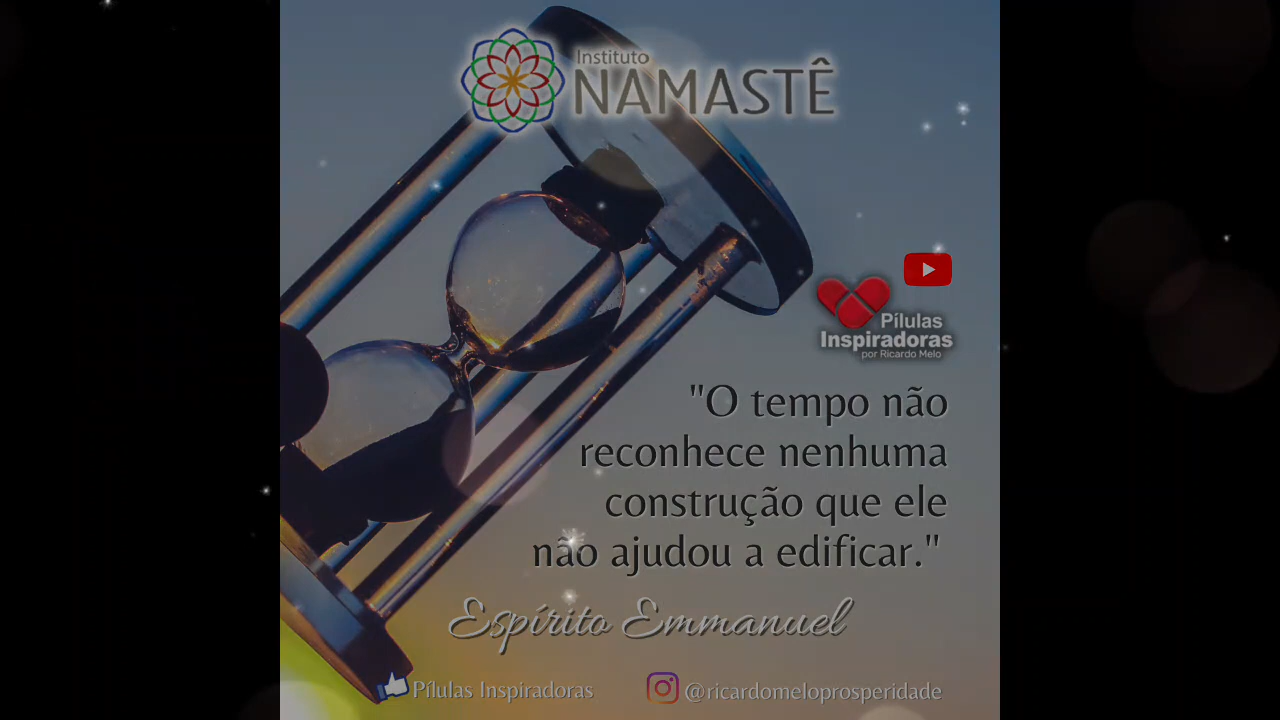 Instituto
NAMASTÊ
Pílulas
Inspiradoras
por Ricardo Melo
"O tempo não
reconhece nenhuma
construção que ele
não ajudou a edificar."
Espírito Emmanuel
Pílulas Inspiradoras
@ricardomeloprosperidade